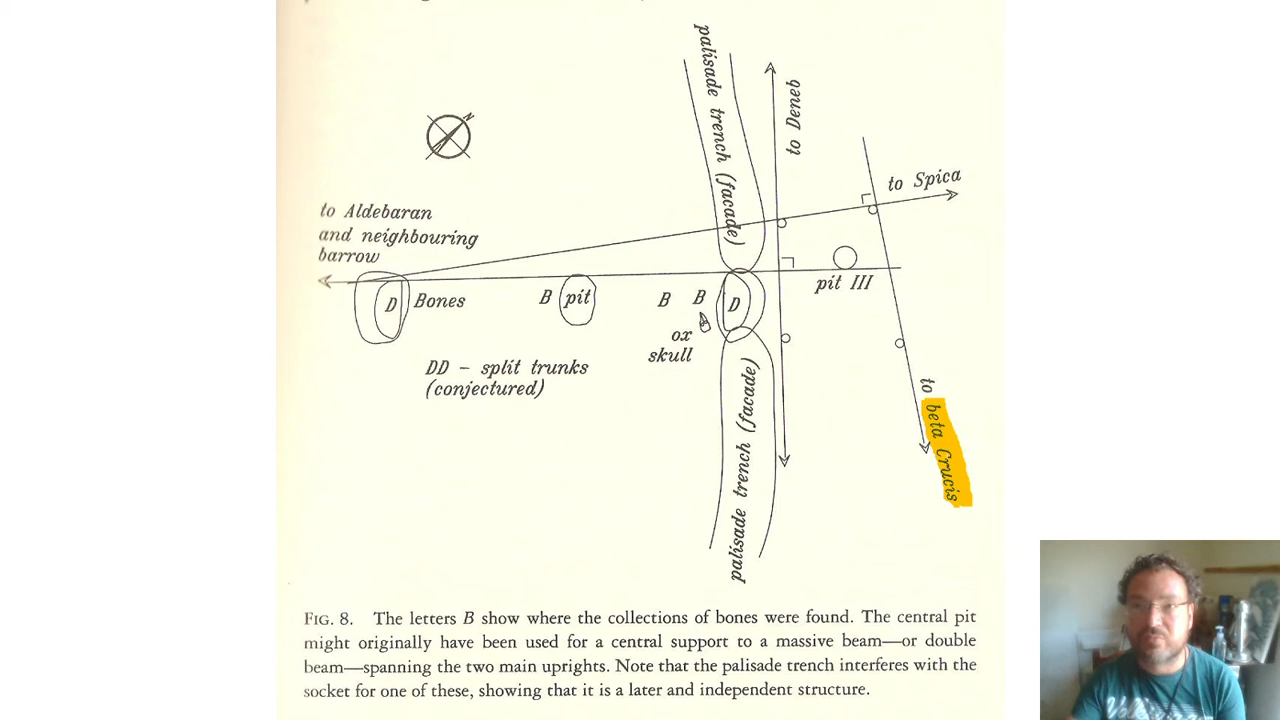 palisade trench (facade)
to Deneb
N
to Spica
to Aldebaran
and neighbouring
barrow
pit III
D Bones B pit B B D
ox
skull
DD – split trunks
(conjectured)
palisade trench (facade)
to beta Crucis
FIG. 8. The letters B show where the collections of bones were found. The central pit
might originally have been used for a central support to a massive beam—or double
beam—spanning the two main uprights. Note that the palisade trench interferes with the
socket for one of these, showing that it is a later and independent structure.